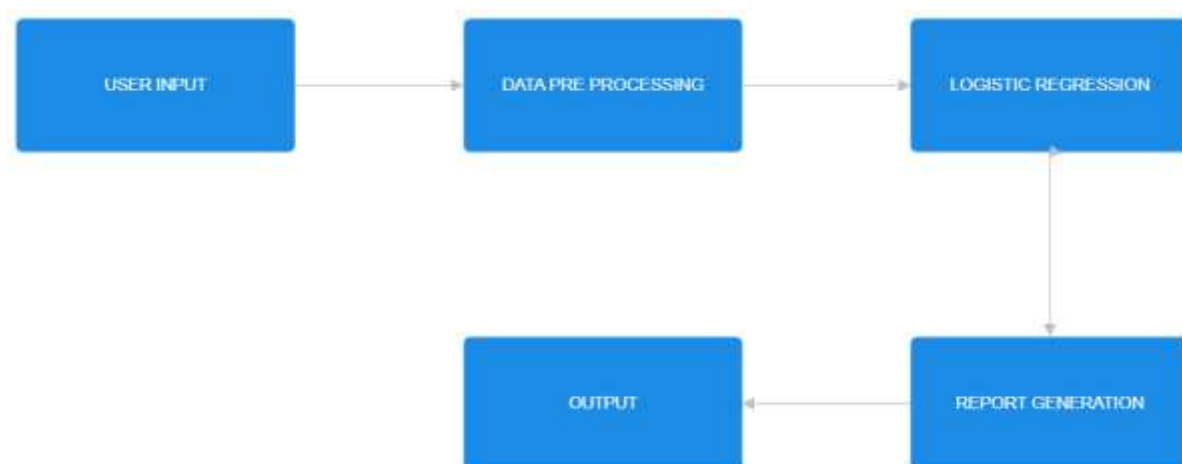 USER INPUT
DATA PRE PROCESSING
LOGISTIC REGRESSION
OUTPUT
REPORT GENERATION